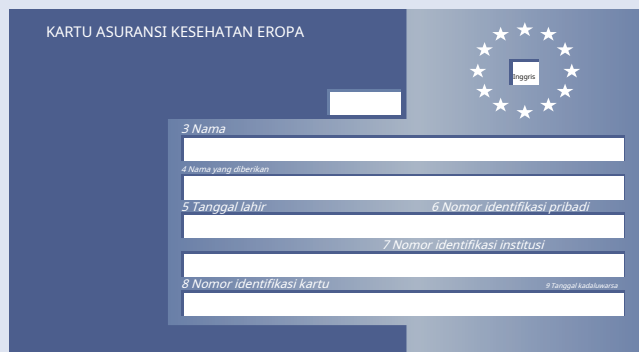 KARTU ASURANSI KESEHATAN EROPA
Inggris
3 Nama
4 Nama yang diberikan
5 Tanggal lahir
6 Nomor identifikasi pribadi
7 Nomor identifikasi institusi
8 Nomor identifikasi kartu
9 Tanggal kadaluwarsa